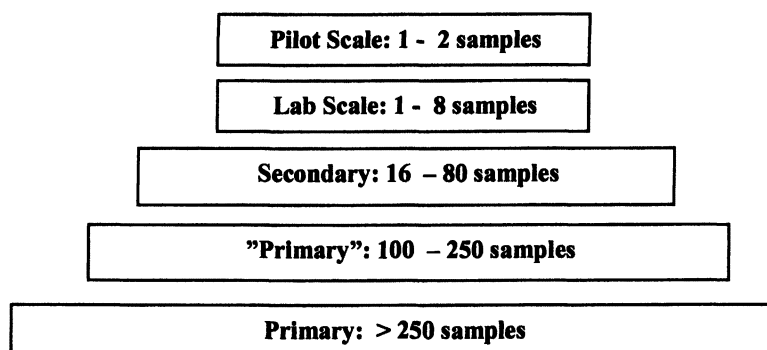 Pilot Scale: 1 - 2 samples
Lab Scale: 1 - 8 samples
Secondary: 16 – 80 samples
”Primary”: 100 – 250 samples
Primary: > 250 samples